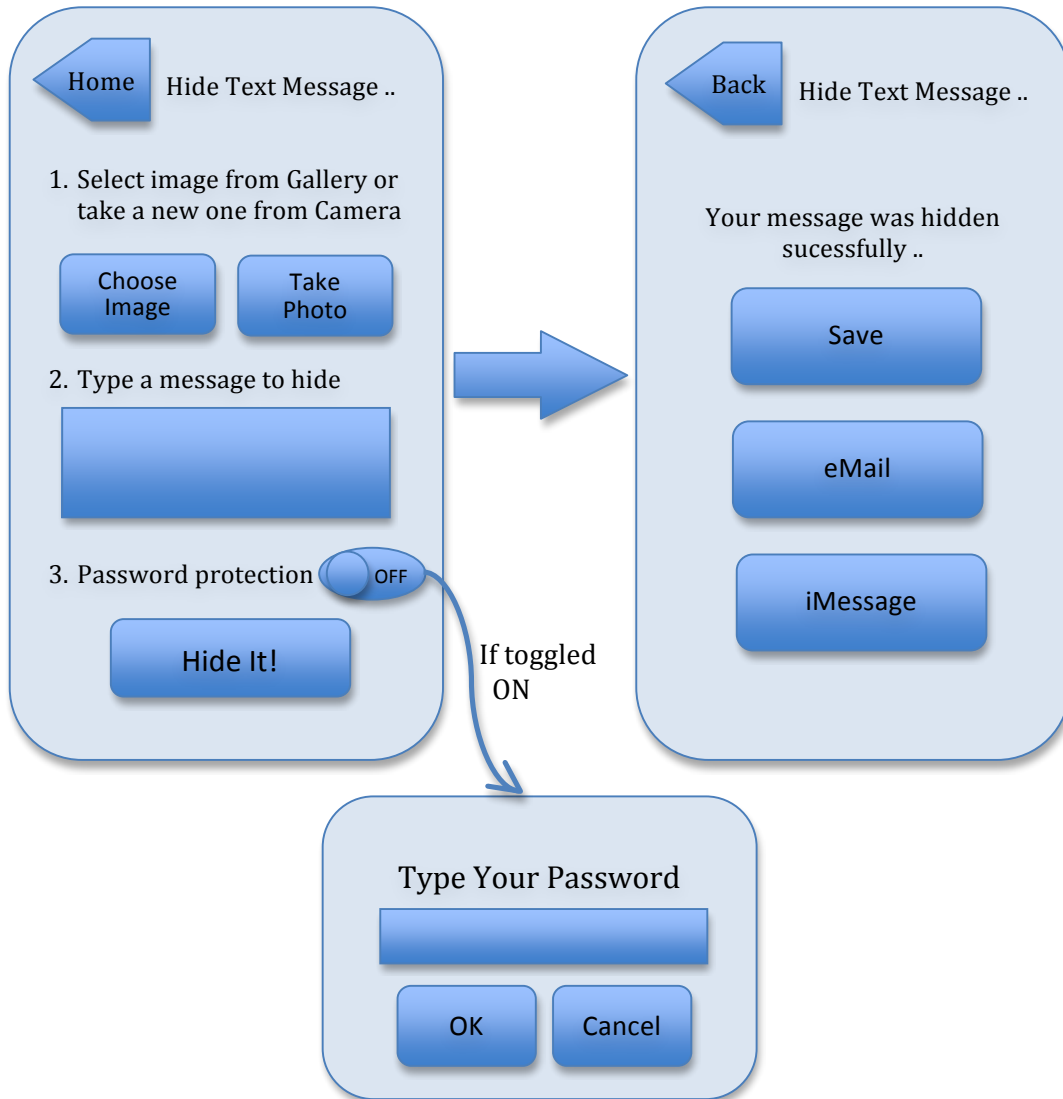 Home
Hide Text Message ..
1. Select image from Gallery or
take a new one from Camera
Choose
Image
Take
Photo
2. Type a message to hide
3. Password protection
OFF
Hide It!
If toggled
ON
Back
Hide Text Message ..
Your message was hidden
sucessfully ..
Save
eMail
iMessage
Type Your Password
OK
Cancel